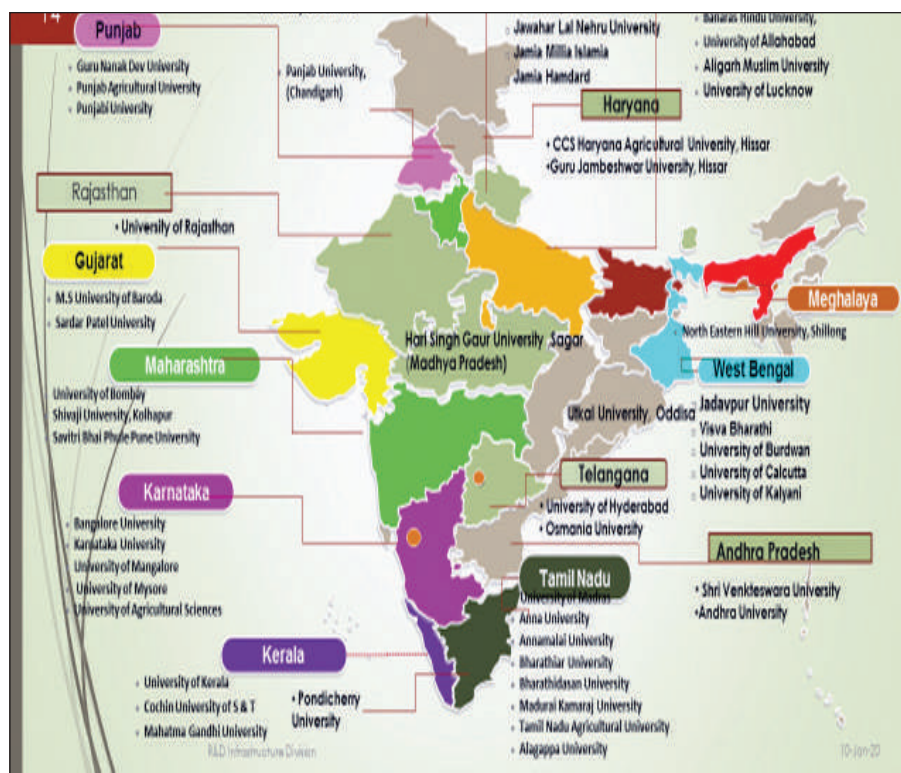 14
Punjab
Guru Nanak Dev University
Punjab Agricultural University
Punjabi University
Panjab University,
(Chandigarh)
Jawahar Lal Nehru University
Jamia Millia Islamia
Jamia Hamdard
Banaras Hindu University,
University of Allahabad
Aligarh Muslim University
University of Lucknow
Haryana
• CCS Haryana Agricultural University, Hissar
•Guru Jambeshwar University, Hissar
Rajasthan
• University of Rajasthan
Gujarat
M.S University of Baroda
Sardar Patel University
Hari Singh Gaur University ,Sagar
(Madhya Pradesh)
Meghalaya
North Eastern Hill University, Shillong
Maharashtra
University of Bombay
Shivaji University, Kolhapur
Savitri Bhai Phule Pune University
West Bengal
Jadavpur University
Visva Bharathi
University of Burdwan
University of Calcutta
University of Kalyani
Utkal University, Oddisa
Karnataka
Bangalore University
Karnataka University
University of Mangalore
University of Mysore
University of Agricultural Sciences
Telangana
• University of Hyderabad
• Osmania University
Andhra Pradesh
• Shri Venkteswara University
•Andhra University
Tamil Nadu
University of Madras
Anna University
Annamalai University
Bharathiar University
Bharathidasan University
Madurai Kamaraj University
Tamil Nadu Agricultural University
Alagappa University
Kerala
University of Kerala
Cochin University of S & T
Mahatma Gandhi University
• Pondicherry
University
R&D Infrastructure Division
10-Jan-20